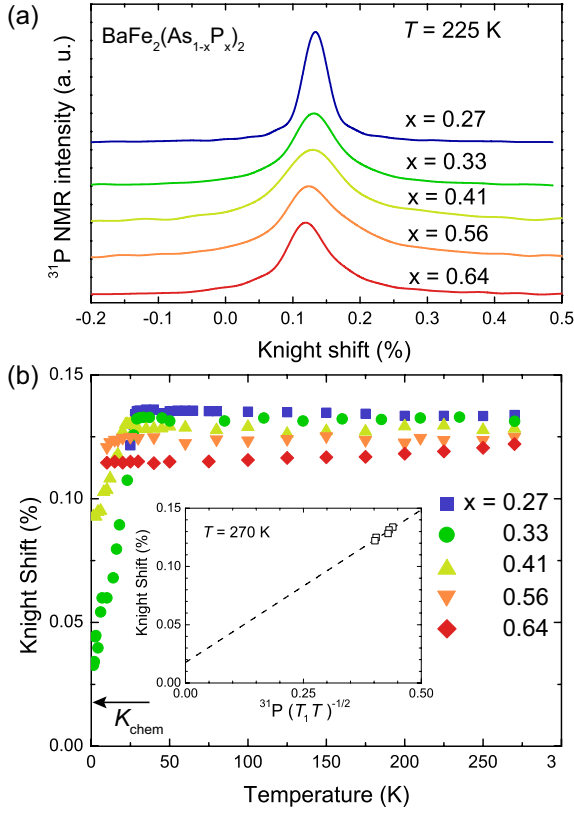 (a)
BaFe₂(As₁₋ₓPₓ)₂
T = 225 K
x = 0.27
x = 0.33
x = 0.41
x = 0.56
x = 0.64
³¹P NMR intensity (a. u.)
-0.2 -0.1 0.0 0.1 0.2 0.3 0.4 0.5
Knight shift (%)
(b)
0.15
0.10
0.05
0.00
Knight Shift (%)
x = 0.27
0.33
0.41
0.56
0.64
T = 270 K
0.15
0.10
0.05
0.00
Knight Shift (%)
0.00 0.25 0.50
³¹P (T₁T)⁻¹/²
K_chem
0 50 100 150 200 250 3
Temperature (K)